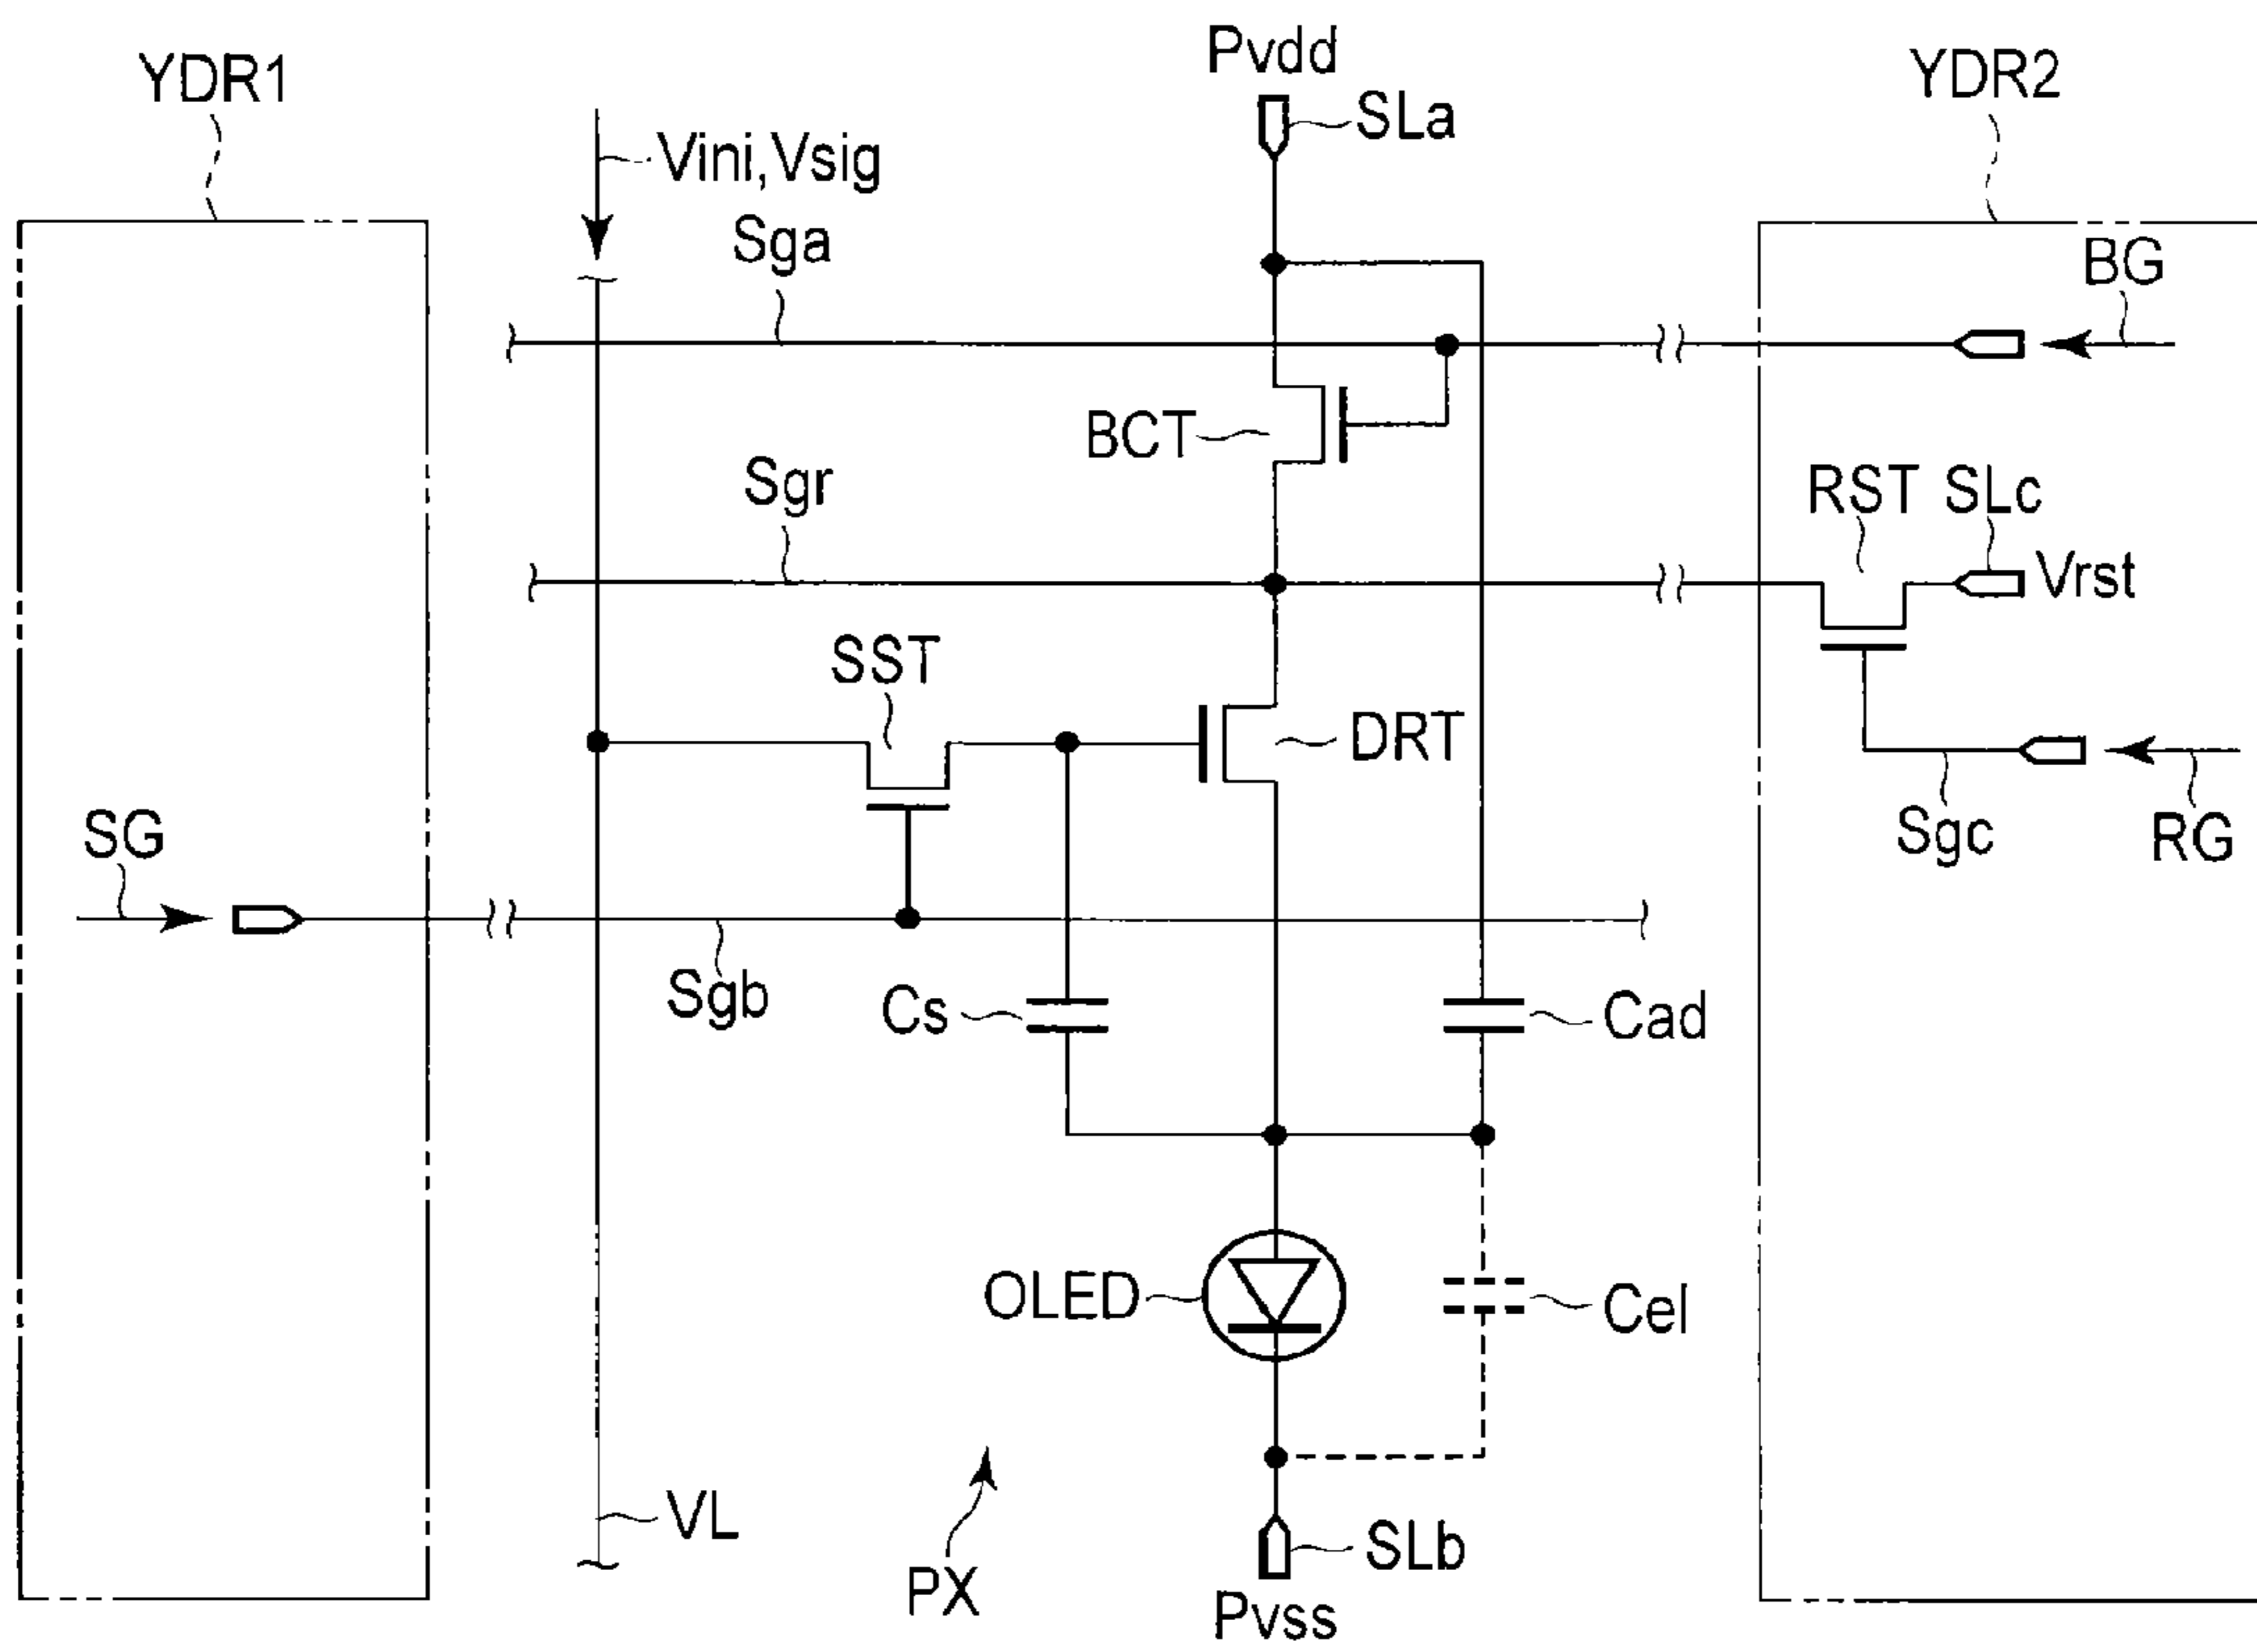 Pvdd
YDR1
YDR2
SLa
Vini,Vsig
Sga
BG
BCT
Sgr
RST
SLc
Vrst
SST
DRT
SG
Sgc
RG
Sgb
Cs
Cad
OLED
Cel
VL
PX
SLb
Pvss